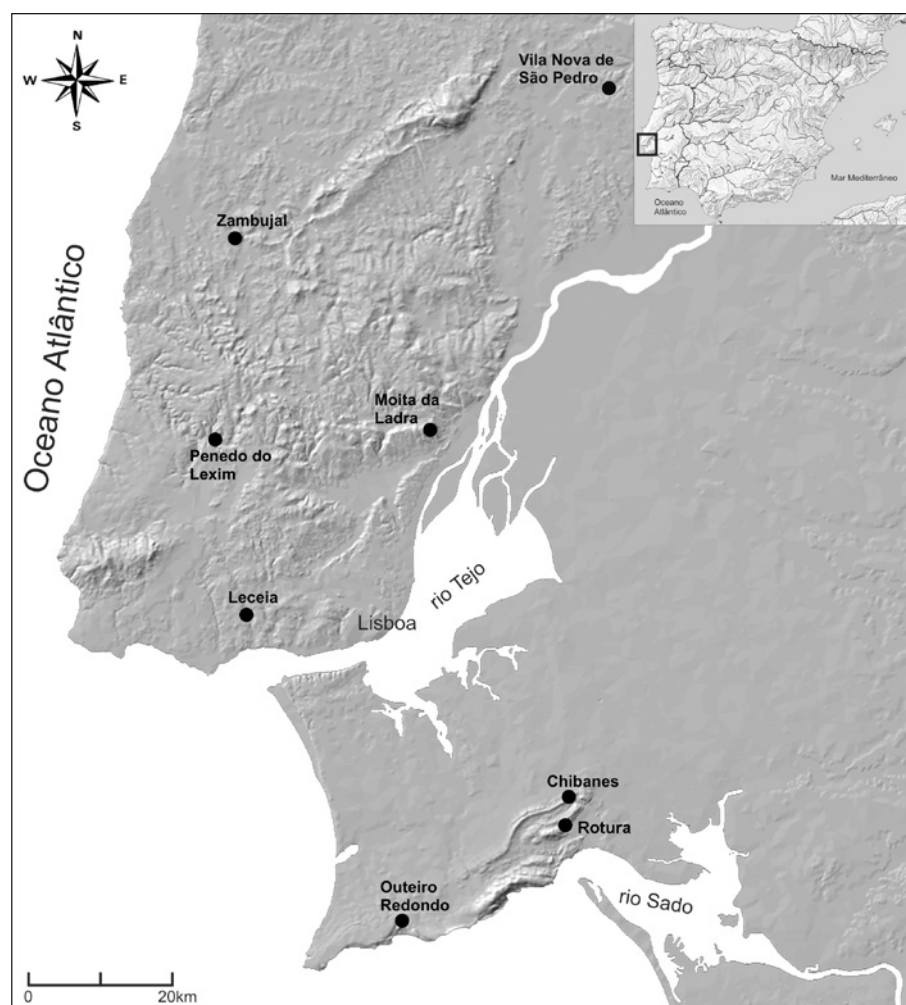 N
W
E
S
Vila Nova de
São Pedro
Mar Mediterrâneo
Oceano
Atlântico
Zambujal
Oceano Atlântico
Moita da
Ladra
Penedo do
Lexim
rio Tejo
Leceia
Lisboa
Chibanes
Rotura
Outeiro
Redondo
rio Sado
0
20km